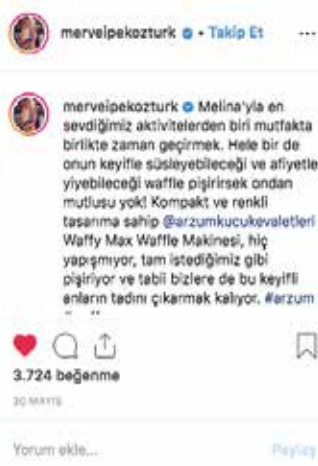 merveipekozturk • Takip Et
merveipekozturk Melina'yla en
sevdiğimiz aktivitelerden biri mutfakta
birlikte zaman geçirmek. Hele bir de
onun keyifle süsleyebileceği ve afiyetle
yiyebileceği waffle pişirirsek ondan
mutlusu yok! Kompakt ve renkli
tasarıma sahip @arzumkucukevaletleri
Waffy Max Waffle Makinesi, hiç
yapışmıyor, tam istediğimiz gibi
pişiriyor ve tabii bizlere de bu keyifli
anların tadını çıkarmak kalıyor. #arzum
3.724 beğenme
30 MAYIS
Yorum ekle...
Paylaş